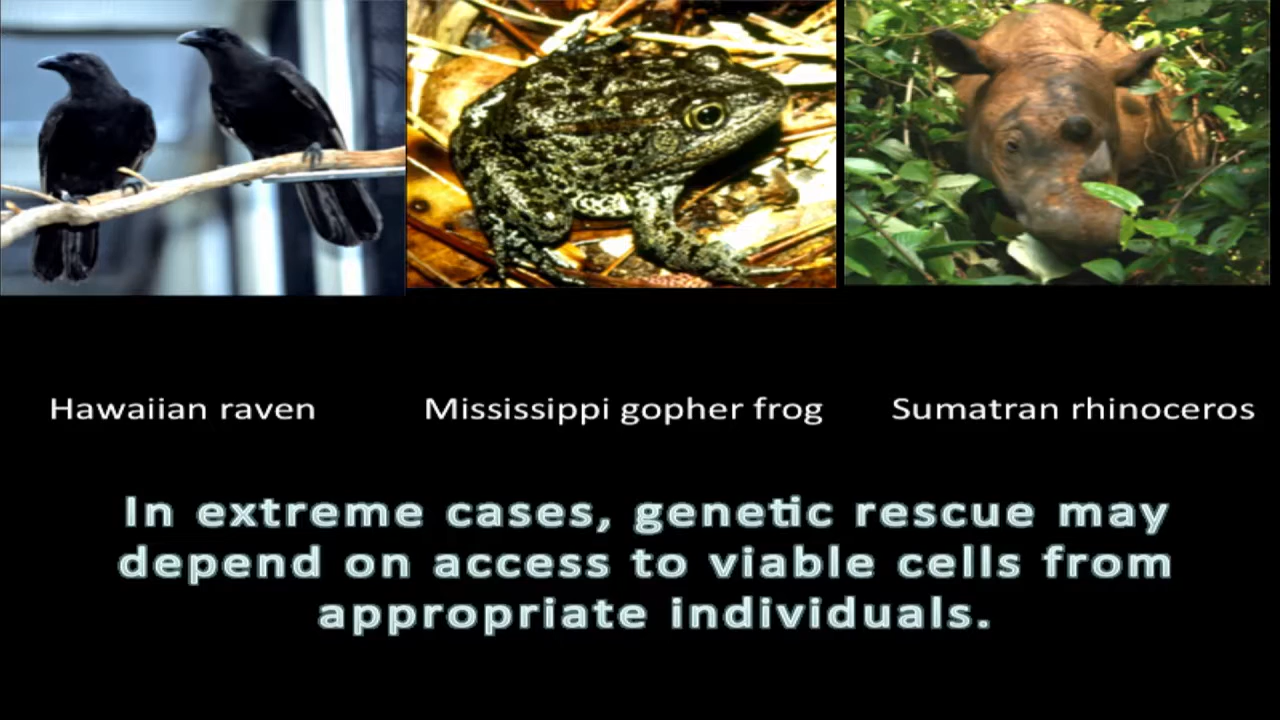 Hawaiian raven
Mississippi gopher frog
Sumatran rhinoceros
In extreme cases, genetic rescue may
depend on access to viable cells from
appropriate individuals.